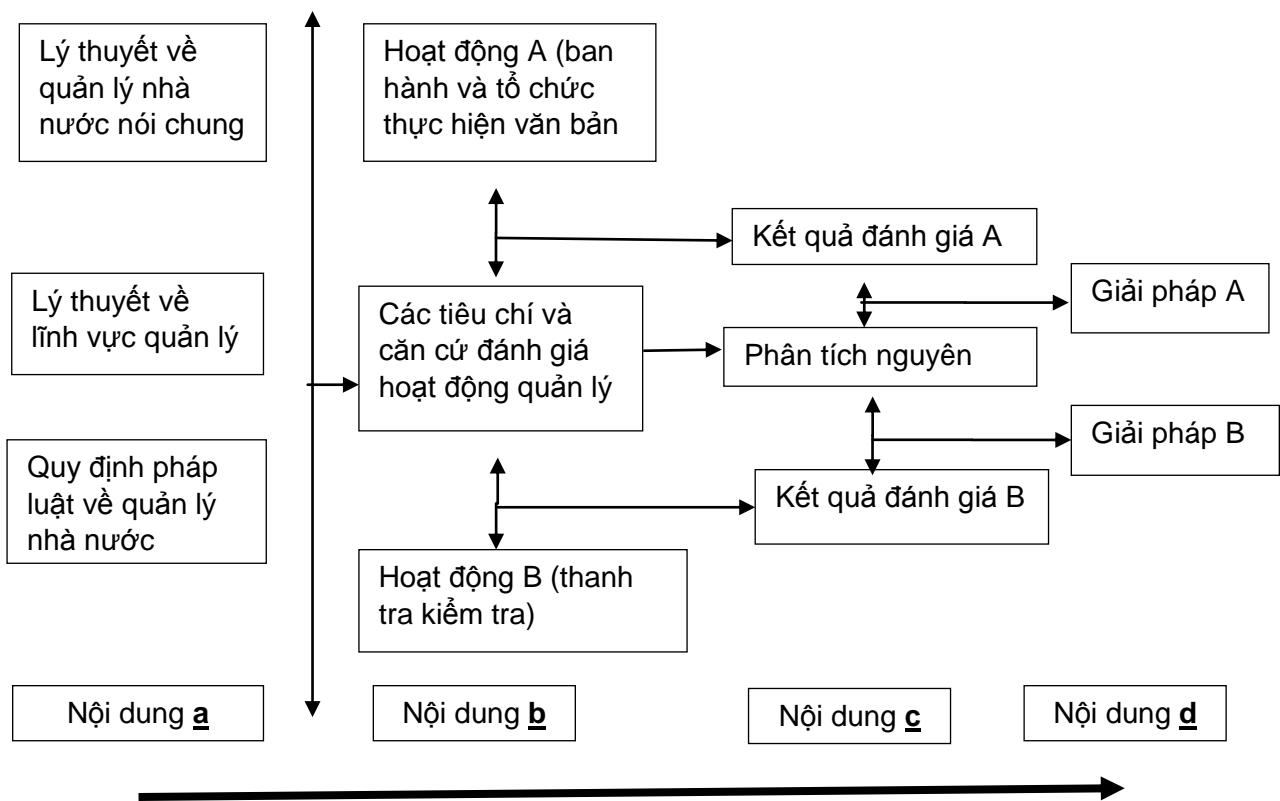 Lý thuyết về
quản lý nhà
nước nói chung
Hoạt động A (ban
hành và tổ chức
thực hiện văn bản
Kết quả đánh giá A
Lý thuyết về
lĩnh vực quản lý
Các tiêu chí và
căn cứ đánh giá
hoạt động quản lý
Giải pháp A
Phân tích nguyên
Quy định pháp
luật về quản lý
nhà nước
Giải pháp B
Kết quả đánh giá B
Hoạt động B (thanh
tra kiểm tra)
Nội dung a
Nội dung b
Nội dung c
Nội dung d